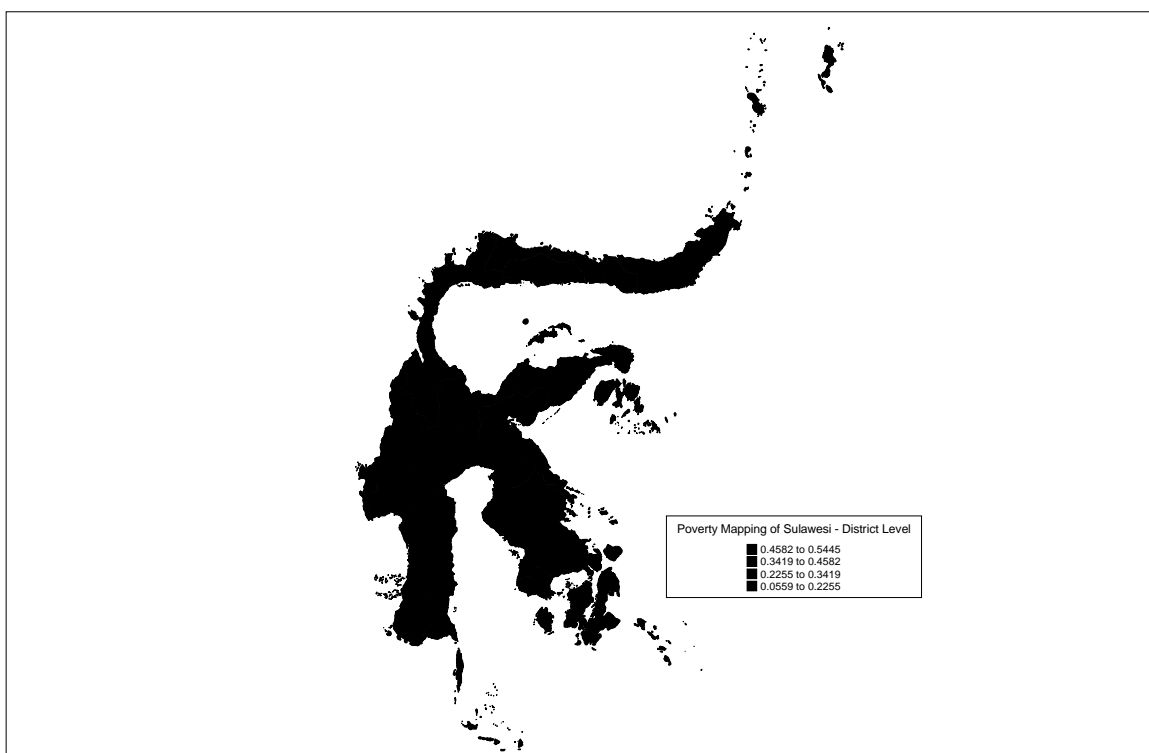 Poverty Mapping of Sulawesi - District Level
0.4582 to 0.5445
0.3419 to 0.4582
0.2255 to 0.3419
0.0559 to 0.2255